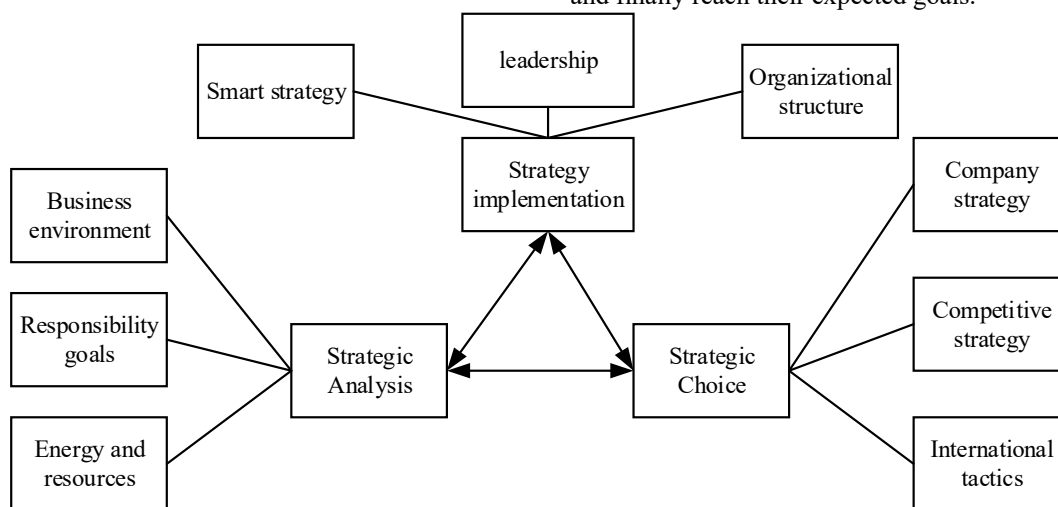 and finally reach their expected goals.
leadership
Smart strategy
Organizational
structure
Strategy
implementation
Company
strategy
Business
environment
Competitive
strategy
Responsibility
goals
Strategic
Analysis
Strategic
Choice
Energy and
resources
International
tactics